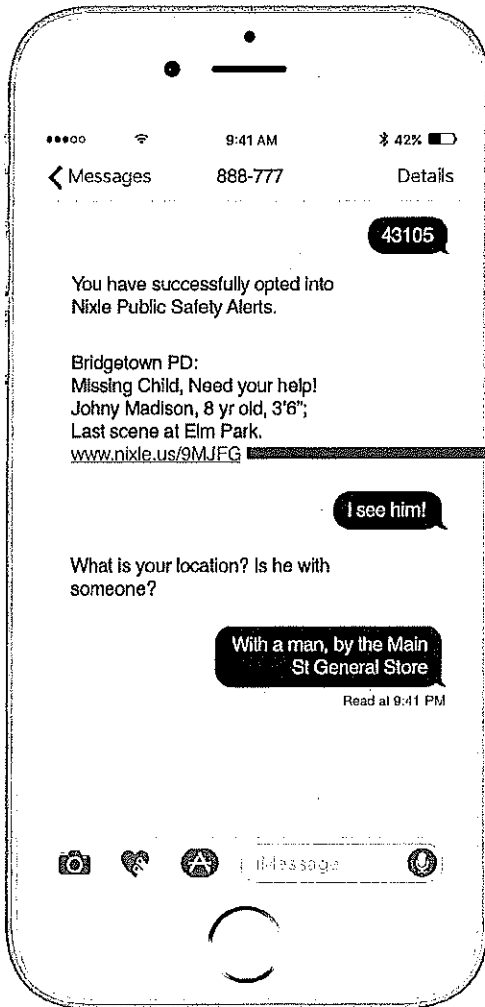 9:41 AM
42%
Messages
888-777
Details
43105
You have successfully opted into
Nixle Public Safety Alerts.
Bridgetown PD:
Missing Child, Need your help!
Johny Madison, 8 yr old, 3'6";
Last scene at Elm Park.
www.nixle.us/9MJFG
I see him!
What is your location? Is he with
someone?
With a man, by the Main
St General Store
Read at 9:41 PM
iMessage